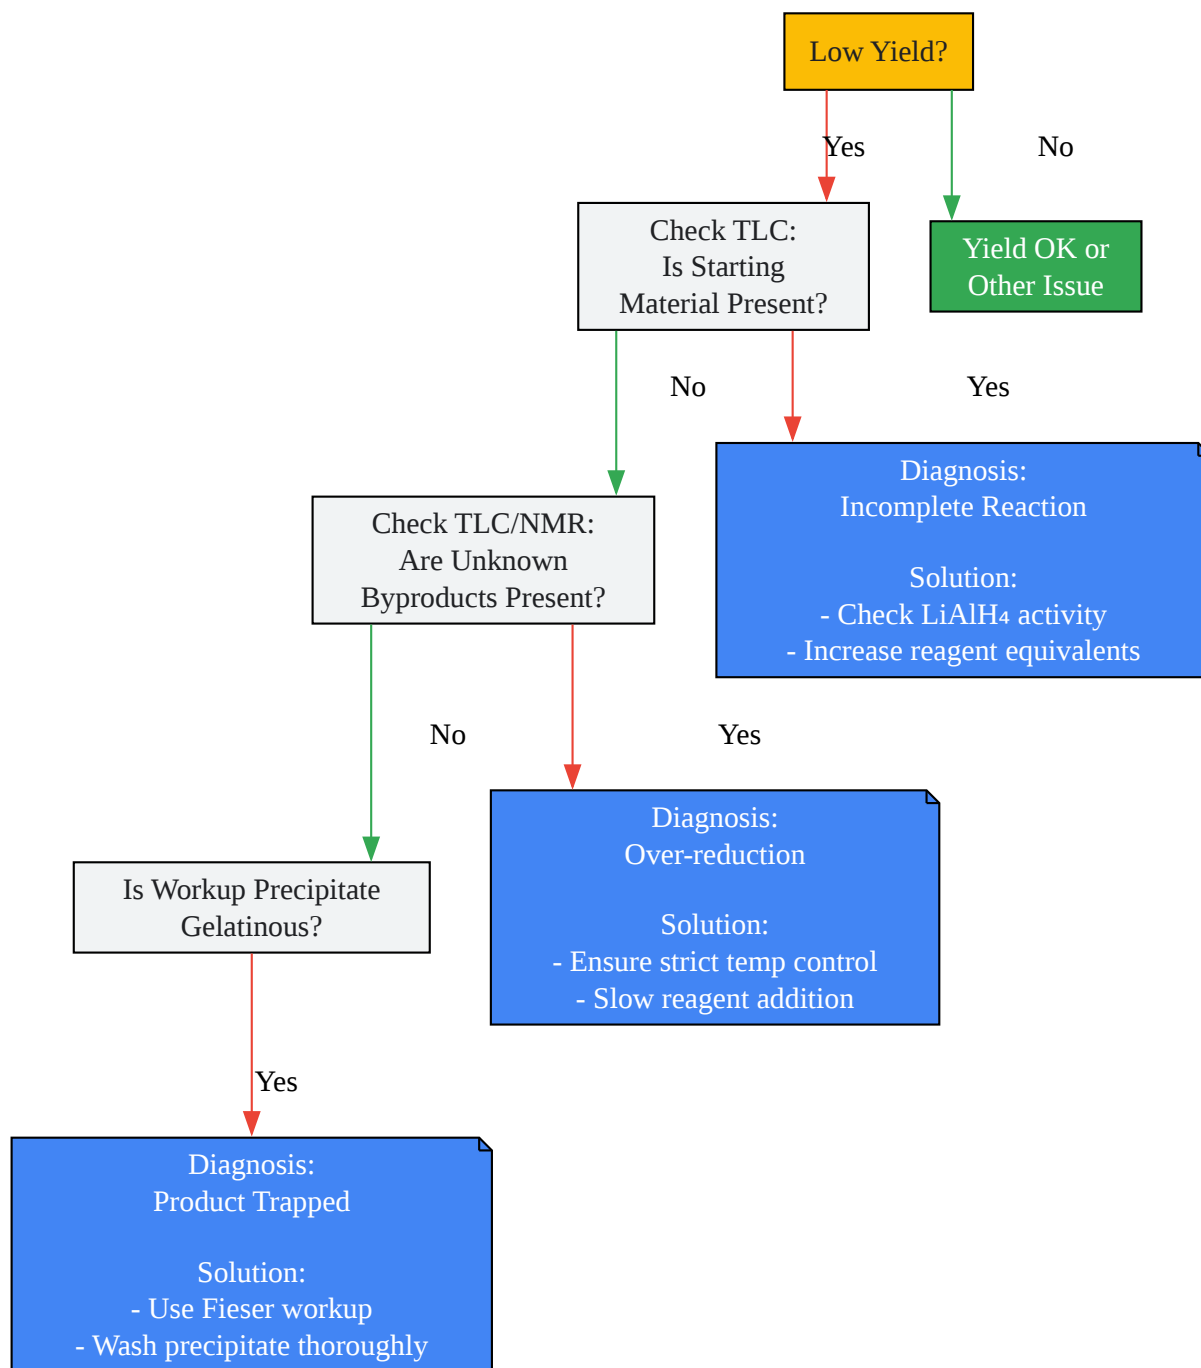 Low Yield?
Yes
No
Check TLC:
Is Starting
Material Present?
Yield OK or
Other Issue
No
Yes
Diagnosis:
Incomplete Reaction
Solution:
- Check LiAlH₄ activity
- Increase reagent equivalents
Check TLC/NMR:
Are Unknown
Byproducts Present?
No
Yes
Diagnosis:
Over-reduction
Solution:
- Ensure strict temp control
- Slow reagent addition
Is Workup Precipitate
Gelatinous?
Yes
Diagnosis:
Product Trapped
Solution:
- Use Fieser workup
- Wash precipitate thoroughly